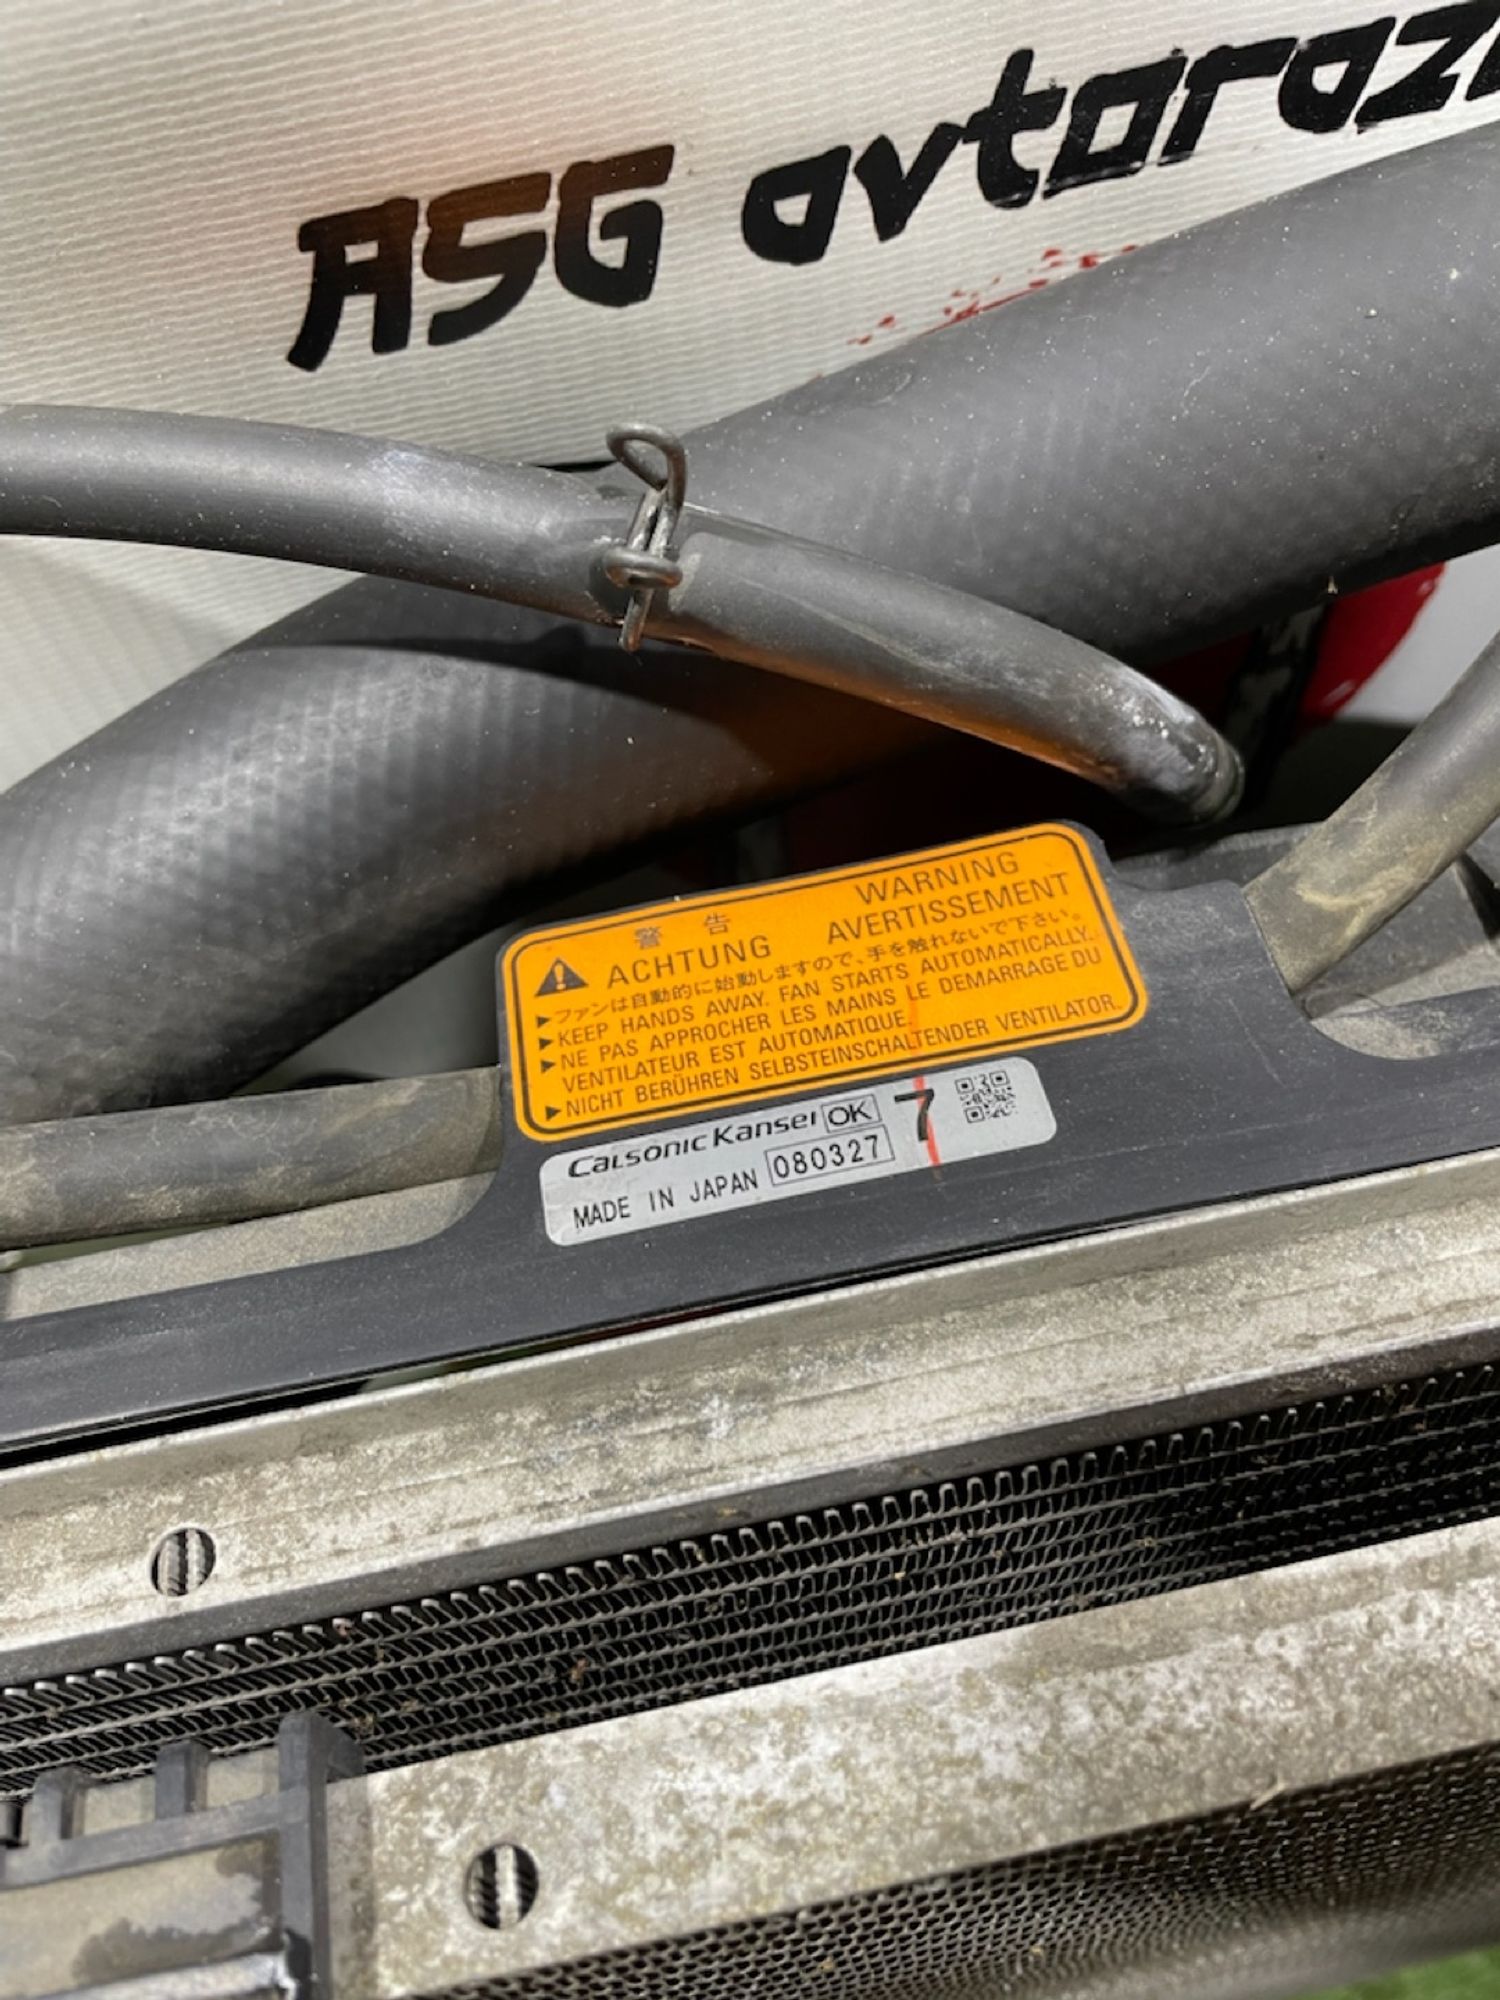 ASG avtoraz
警告 WARNING
ACHTUNG AVERTISSEMENT
▶ファンは自動的に始動しますので、手を触れないで下さい。
▶KEEP HANDS AWAY. FAN STARTS AUTOMATICALLY.
▶NE PAS APPROCHER LES MAINS LE DEMARRAGE DU
VENTILATEUR EST AUTOMATIQUE.
▶NICHT BERÜHREN SELBSTEINSCHALTENDER VENTILATOR.
CalsonicKansei OK 7
MADE IN JAPAN 080327